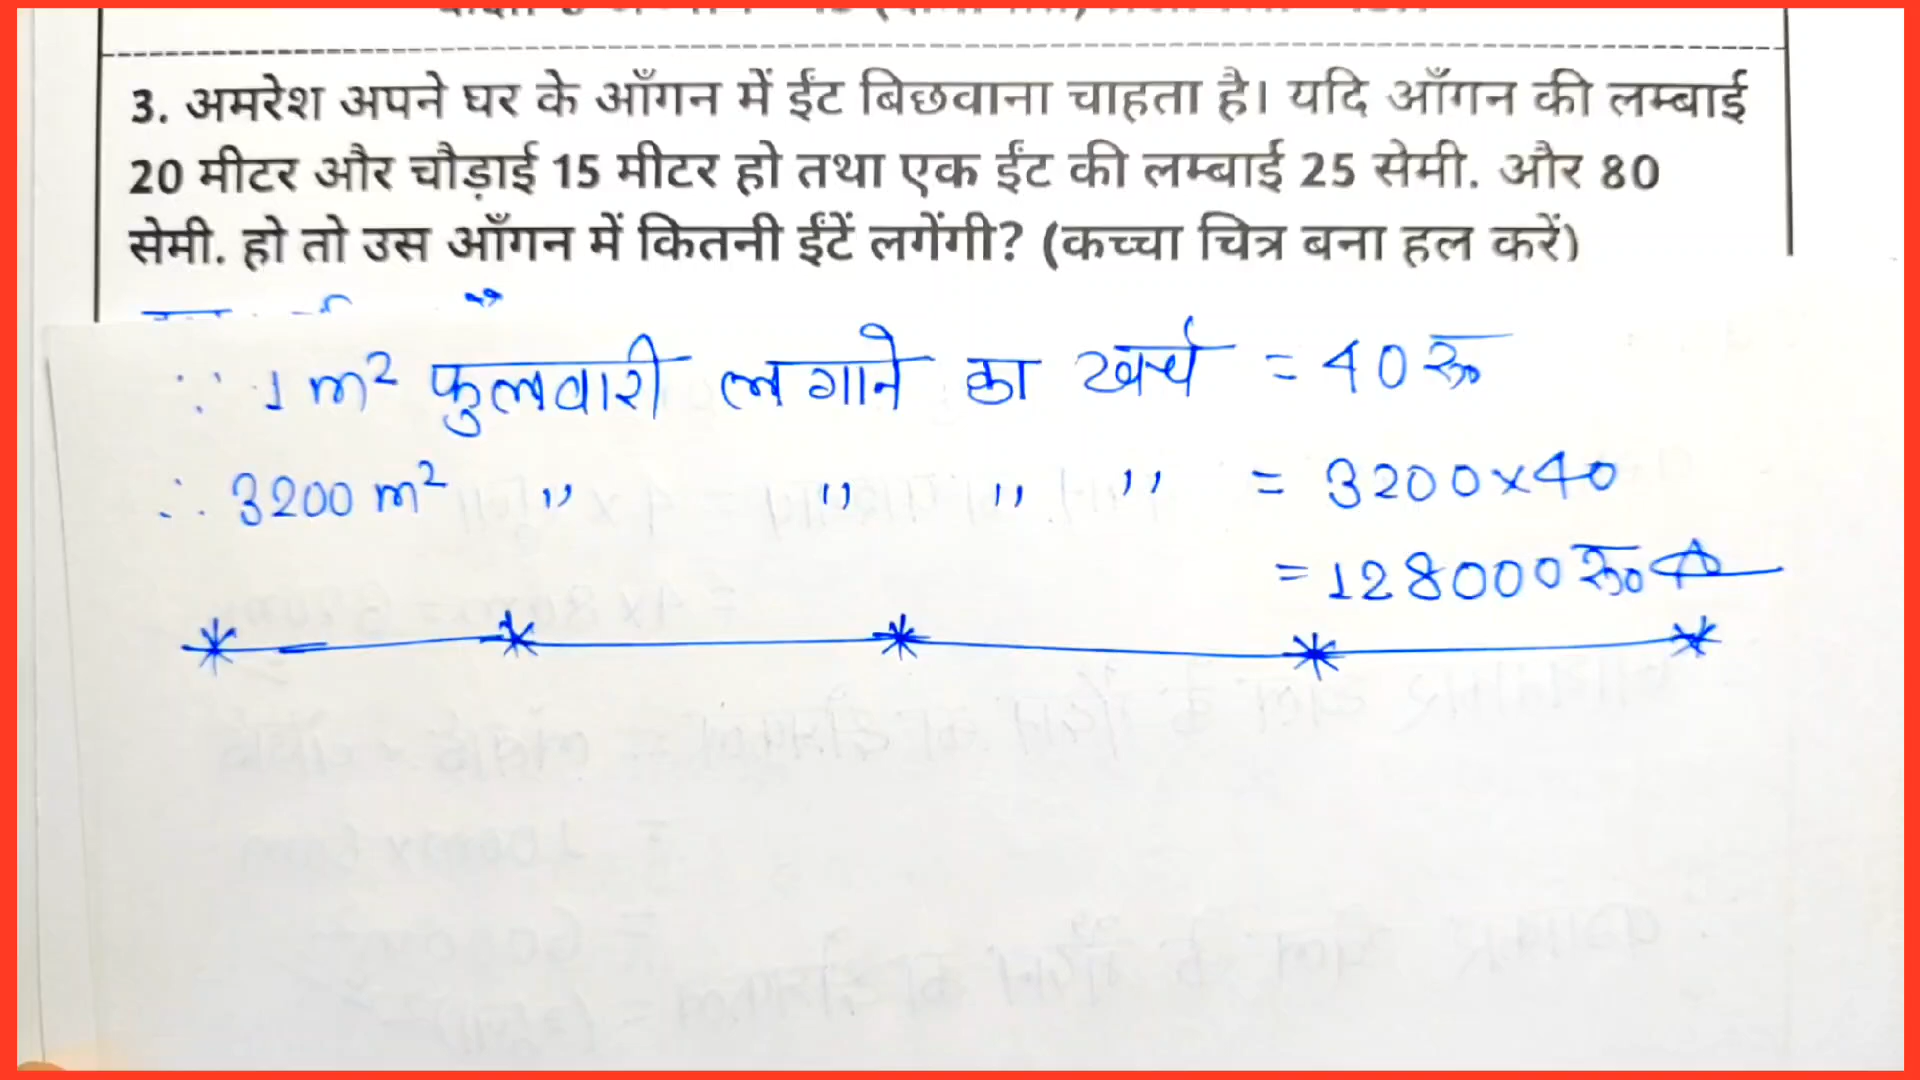 3. अमरेश अपने घर के आँगन में ईंट बिछवाना चाहता है। यदि आँगन की लम्बाई
20 मीटर और चौड़ाई 15 मीटर हो तथा एक ईंट की लम्बाई 25 सेमी. और 80
सेमी. हो तो उस आँगन में कितनी ईंटें लगेंगी? (कच्चा चित्र बना हल करें)
∵ 1 m² फुलवारी लगाने का खर्च = 40 रू
∴ 3200 m² " " " " = 3200×40
= 128000 रू०